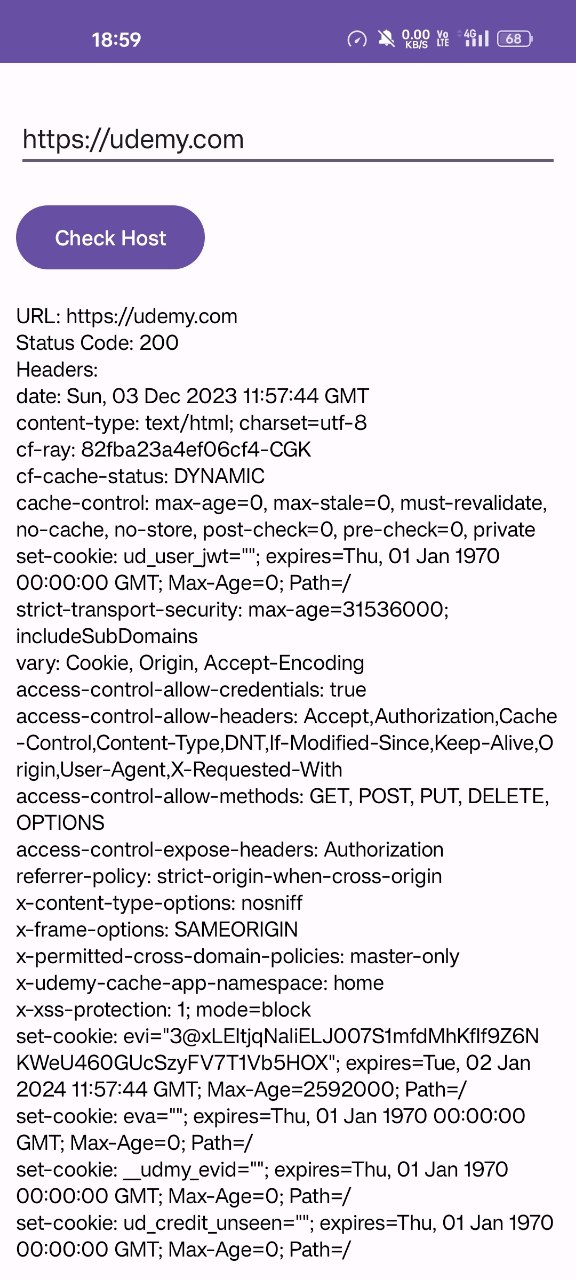 18:59
0.00 KB/S Vo LTE 4G 68
https://udemy.com
Check Host
URL: https://udemy.com
Status Code: 200
Headers:
date: Sun, 03 Dec 2023 11:57:44 GMT
content-type: text/html; charset=utf-8
cf-ray: 82fba23a4ef06cf4-CGK
cf-cache-status: DYNAMIC
cache-control: max-age=0, max-stale=0, must-revalidate,
no-cache, no-store, post-check=0, pre-check=0, private
set-cookie: ud_user_jwt=""; expires=Thu, 01 Jan 1970
00:00:00 GMT; Max-Age=0; Path=/
strict-transport-security: max-age=31536000;
includeSubDomains
vary: Cookie, Origin, Accept-Encoding
access-control-allow-credentials: true
access-control-allow-headers: Accept,Authorization,Cache
-Control,Content-Type,DNT,If-Modified-Since,Keep-Alive,O
rigin,User-Agent,X-Requested-With
access-control-allow-methods: GET, POST, PUT, DELETE,
OPTIONS
access-control-expose-headers: Authorization
referrer-policy: strict-origin-when-cross-origin
x-content-type-options: nosniff
x-frame-options: SAMEORIGIN
x-permitted-cross-domain-policies: master-only
x-udemy-cache-app-namespace: home
x-xss-protection: 1; mode=block
set-cookie: evi="3@xLEltjqNaliELJ007S1mfdMhKfIf9Z6N
KWeU460GUcSzyFV7T1Vb5HOX"; expires=Tue, 02 Jan
2024 11:57:44 GMT; Max-Age=2592000; Path=/
set-cookie: eva=""; expires=Thu, 01 Jan 1970 00:00:00
GMT; Max-Age=0; Path=/
set-cookie: __udmy_evid=""; expires=Thu, 01 Jan 1970
00:00:00 GMT; Max-Age=0; Path=/
set-cookie: ud_credit_unseen=""; expires=Thu, 01 Jan 1970
00:00:00 GMT; Max-Age=0; Path=/